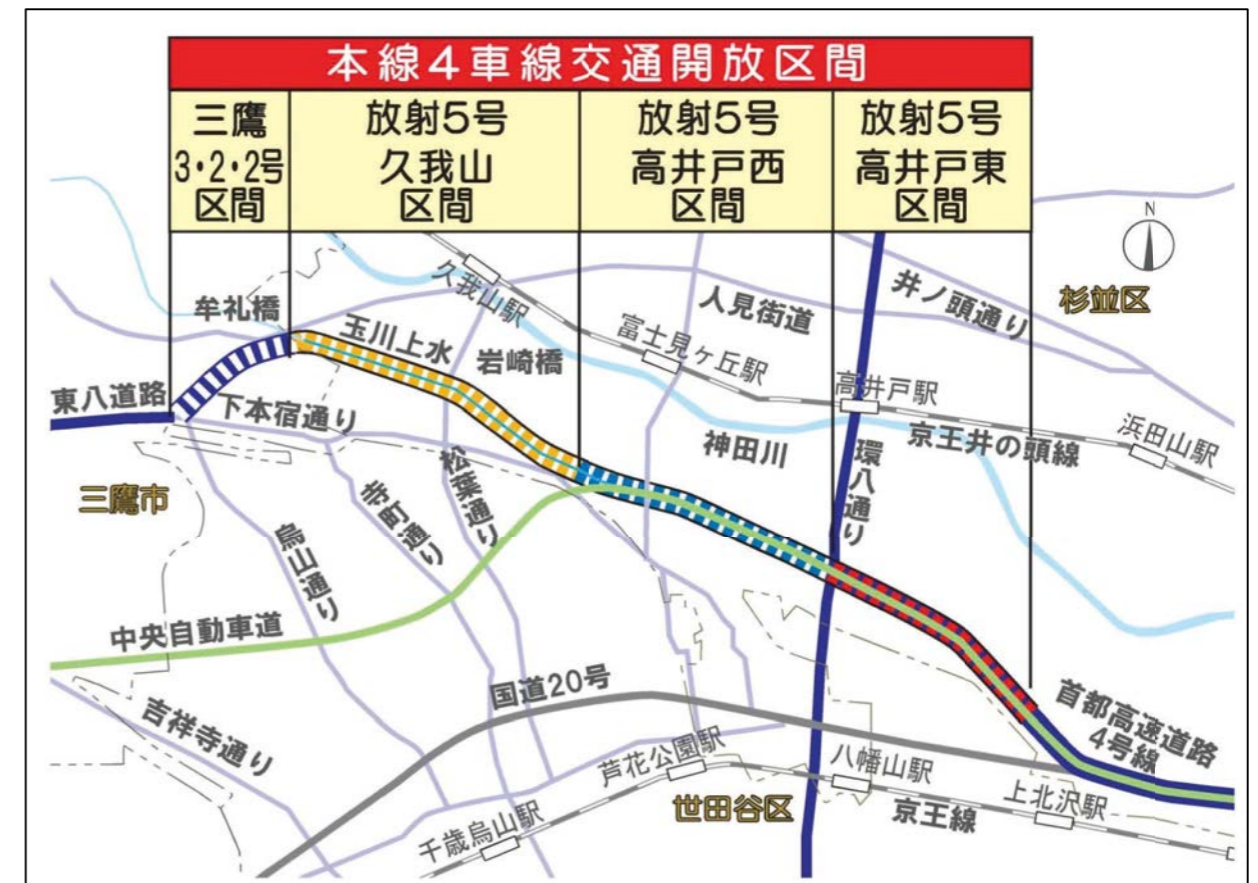 本線4車線交通開放区間
三鷹
3・2・2号
区間
放射5号
久我山
区間
放射5号
高井戸西
区間
放射5号
高井戸東
区間
N
杉並区
井ノ頭通り
人見街道
久我山駅
牟礼橋
玉川上水
岩崎橋
富士見ヶ丘駅
高井戸駅
東八道路
下本宿通り
京王井の頭線
浜田山駅
神田川
環八通り
三鷹市
烏山通り
寺町通り
松葉通り
中央自動車道
国道20号
吉祥寺通り
首都高速道路
4号線
芦花公園駅
八幡山駅
上北沢駅
世田谷区
京王線
千歳烏山駅